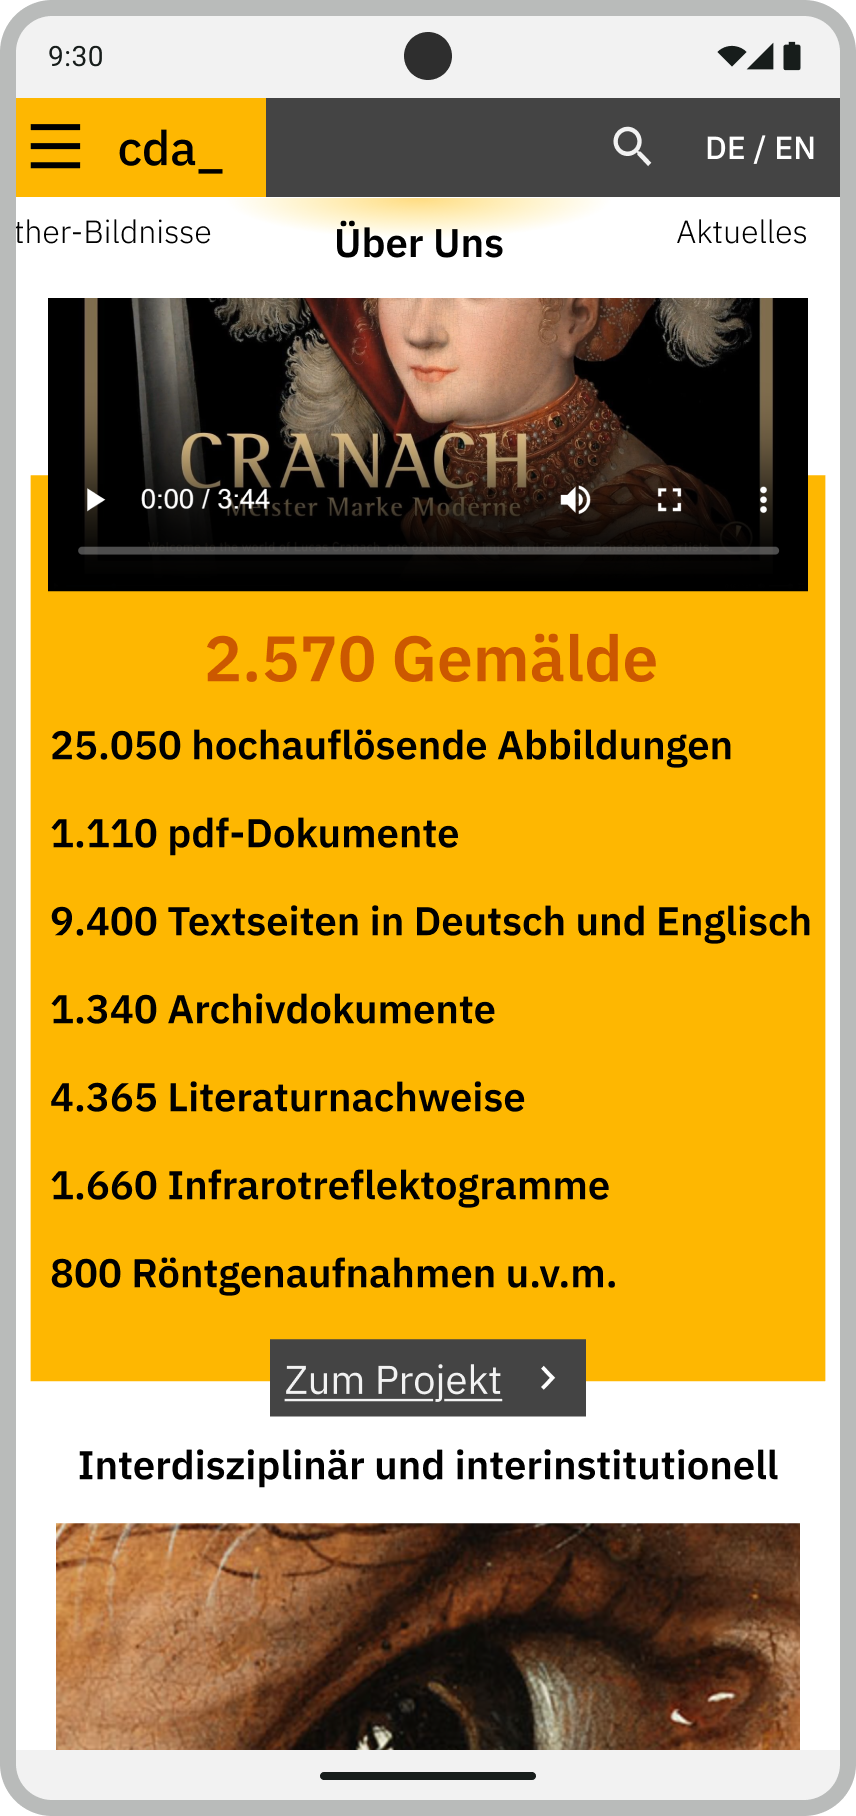 9:30
cda_
DE / EN
ther-Bildnisse
Über Uns
Aktuelles
CRANACH
0:00 / 3:44
Meister Marke Moderne
2.570 Gemälde
25.050 hochauflösende Abbildungen
1.110 pdf-Dokumente
9.400 Textseiten in Deutsch und Englisch
1.340 Archivdokumente
4.365 Literaturnachweise
1.660 Infrarotreflektogramme
800 Röntgenaufnahmen u.v.m.
Zum Projekt
Interdisziplinär und interinstitutionell